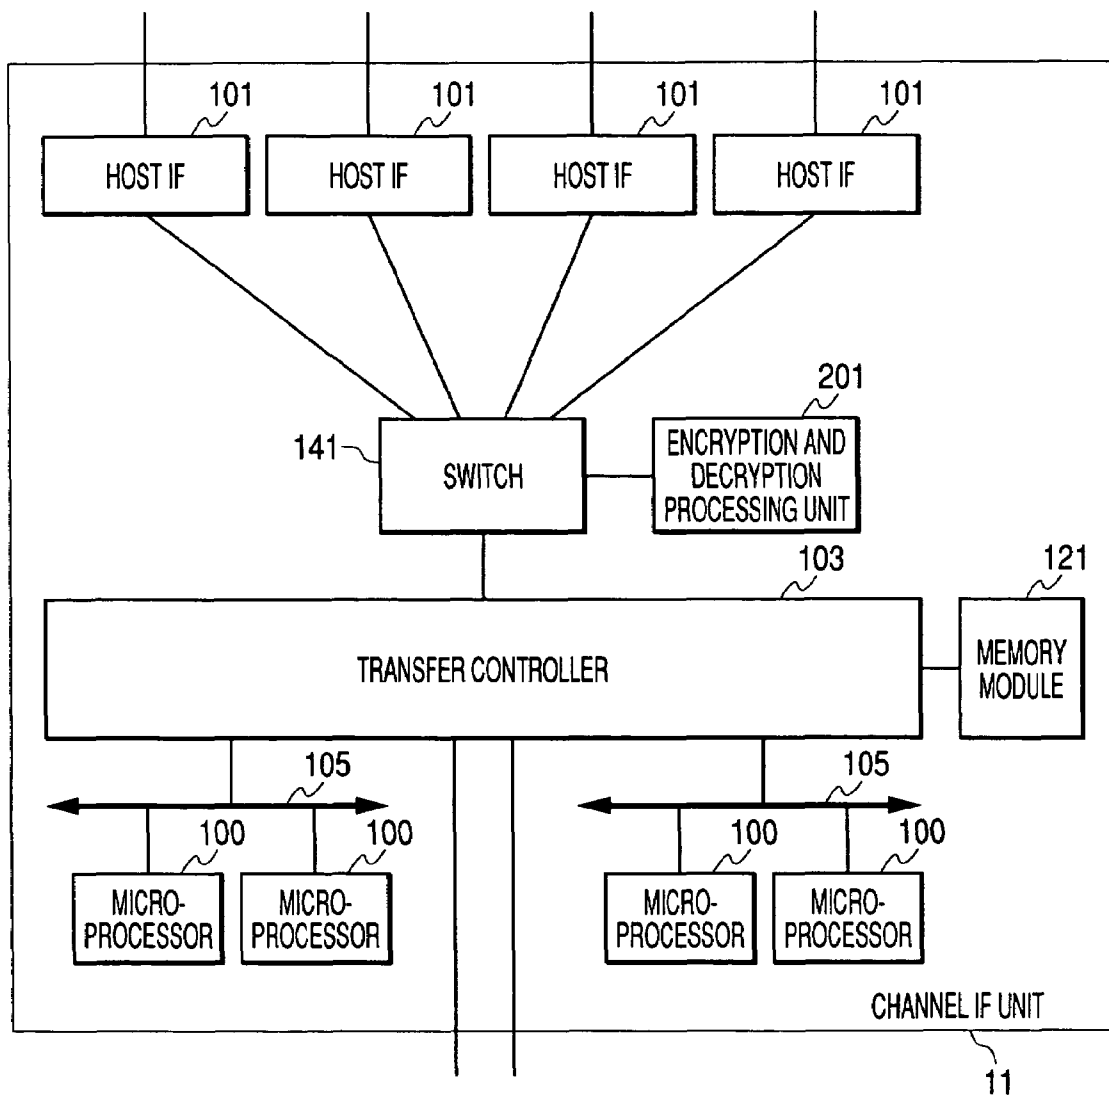 101
101
101
101
HOST IF
HOST IF
HOST IF
HOST IF
201
141
SWITCH
ENCRYPTION AND
DECRYPTION
PROCESSING UNIT
103
121
TRANSFER CONTROLLER
MEMORY
MODULE
105
105
100
100
100
100
MICRO-
PROCESSOR
MICRO-
PROCESSOR
MICRO-
PROCESSOR
MICRO-
PROCESSOR
CHANNEL IF UNIT
11